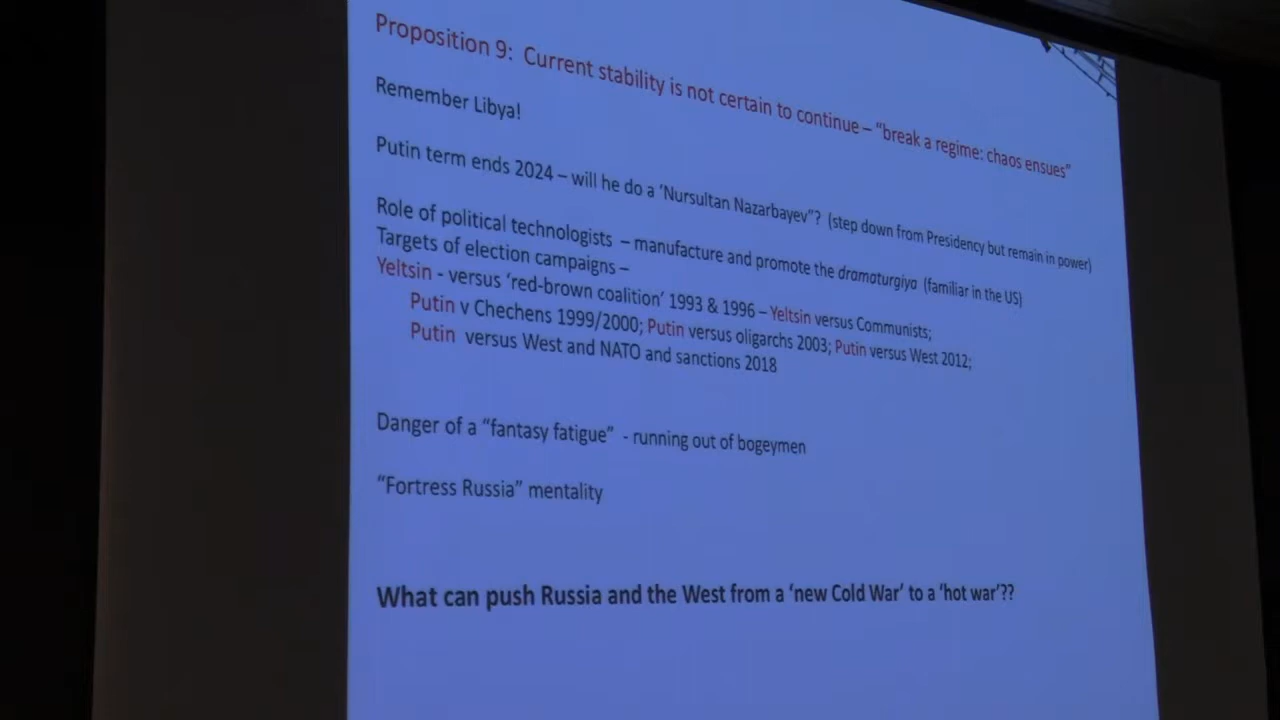 Proposition 9:  Current stability is not certain to continue – “break a regime: chaos ensues”
Remember Libya!
Putin term ends 2024 – will he do a ‘Nursultan Nazarbayev”?  (step down from Presidency but remain in power)
Role of political technologists  – manufacture and promote the dramaturgiya  (familiar in the US)
Targets of election campaigns –
Yeltsin - versus ‘red-brown coalition’ 1993 & 1996 – Yeltsin versus Communists;
Putin v Chechens 1999/2000; Putin versus oligarchs 2003; Putin versus West 2012;
Putin  versus West and NATO and sanctions 2018
Danger of a “fantasy fatigue”  - running out of bogeymen
“Fortress Russia” mentality
What can push Russia and the West from a ‘new Cold War’ to a ‘hot war’??